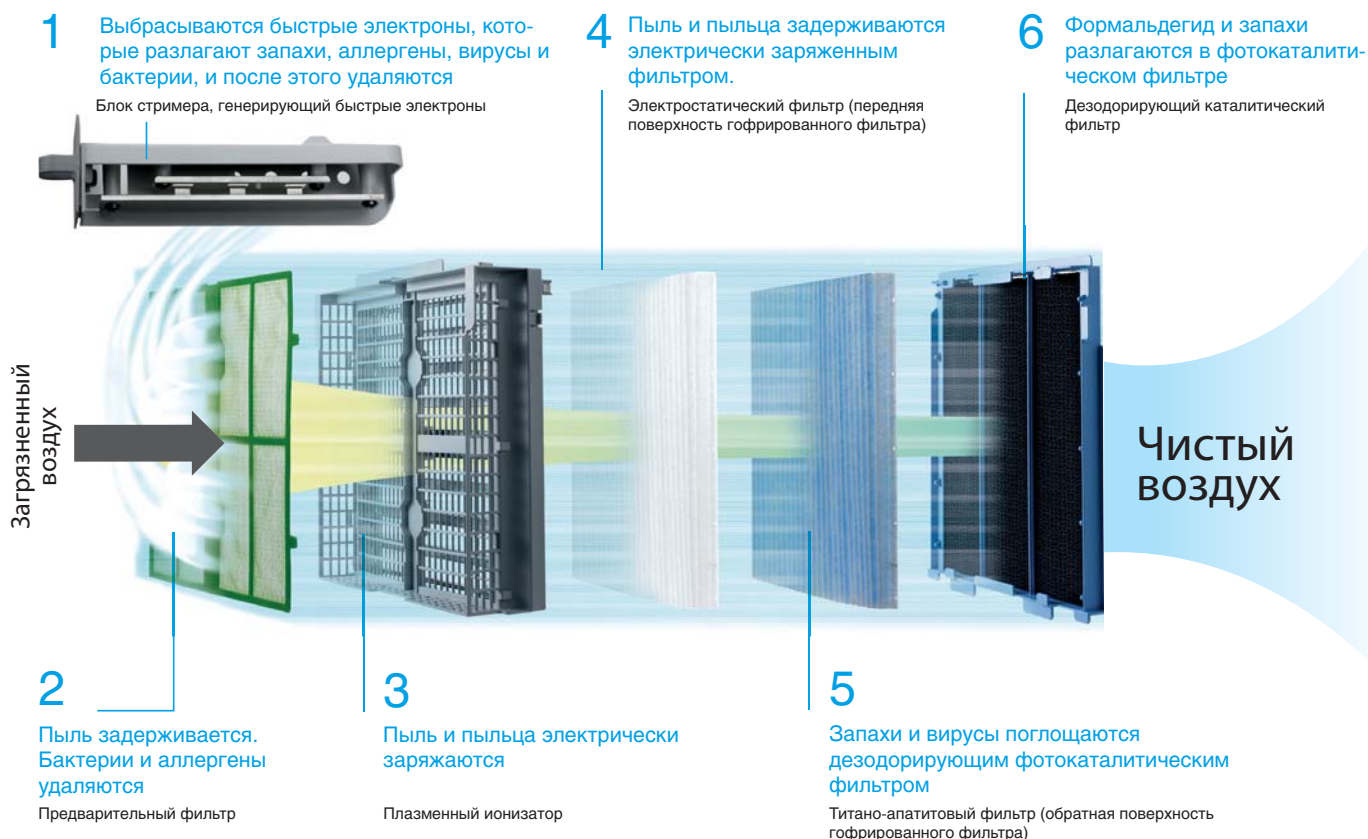 1
Выбрасываются быстрые электроны, кото-
рые разлагают запахи, аллергены, вирусы и
бактерии, и после этого удаляются
Блок стримера, генерирующий быстрые электроны
4
Пыль и пыльца задерживаются
электрически заряженным
фильтром.
Электростатический фильтр (передняя
поверхность гофрированного фильтра)
6
Формальдегид и запахи
разлагаются в фотокаталити-
ческом фильтре
Дезодорирующий каталитический
фильтр
Загрязненный
воздух
Чистый
воздух
2
Пыль задерживается.
Бактерии и аллергены
удаляются
Предварительный фильтр
3
Пыль и пыльца электрически
заряжаются
Плазменный ионизатор
5
Запахи и вирусы поглощаются
дезодорирующим фотокаталитическим
фильтром
Титано-апатитовый фильтр (обратная поверхность
гофрированного фильтра)